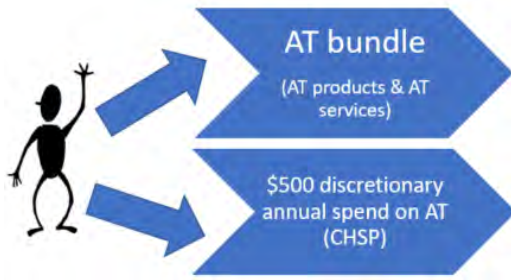 AT bundle
(AT products & AT
services)
$500 discretionary
annual spend on AT
(CHSP)